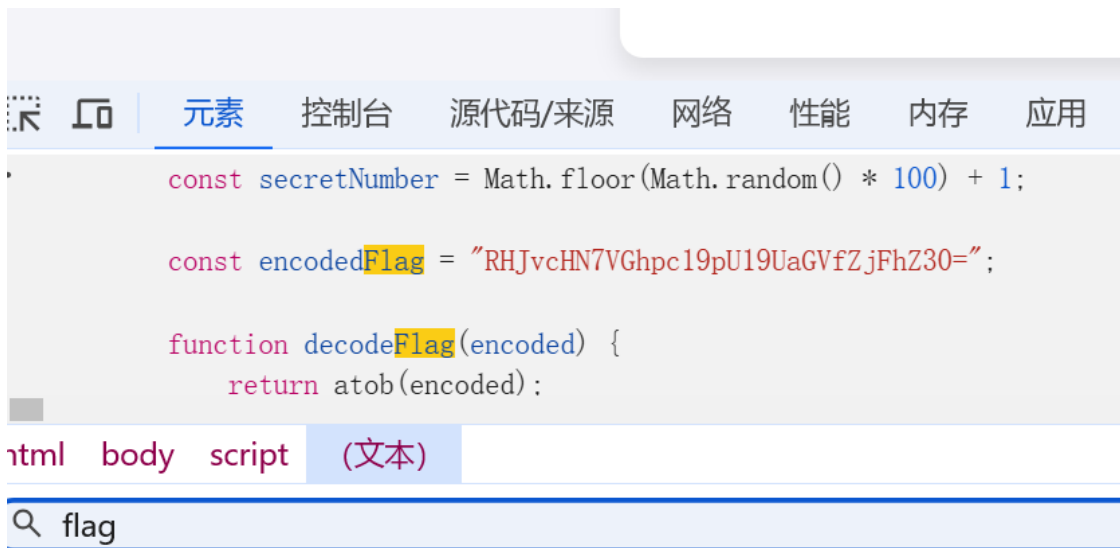 元素 控制台 源代码/来源 网络 性能 内存 应用
const secretNumber = Math.floor(Math.random() * 100) + 1;
const encodedFlag = "RHJvcHN7VGhpc19pU19UaGVfZjFhZ30=";
function decodeFlag(encoded) {
return atob(encoded);
html body script (文本)
flag